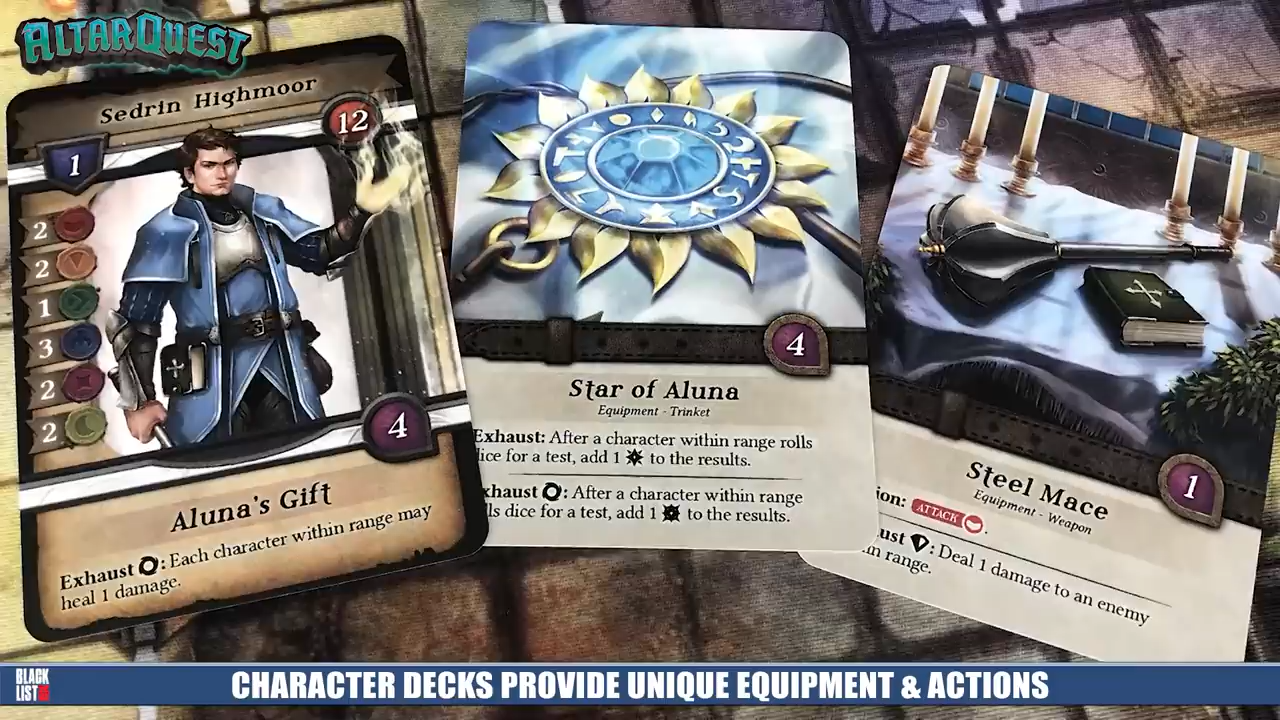 ALTARQUEST
Sedrin Highmoor
12
1
2
2
1
3
2
2
4
Aluna's Gift
Exhaust : Each character within range may
heal 1 damage.
4
Star of Aluna
Equipment - Trinket
Exhaust: After a character within range rolls
dice for a test, add 1 to the results.
xhaust : After a character within range
lls dice for a test, add 1 to the results.
1
Steel Mace
Equipment - Weapon
ion: ATTACK .
ust : Deal 1 damage to an enemy
in range.
BLACK
LIST
CHARACTER DECKS PROVIDE UNIQUE EQUIPMENT & ACTIONS